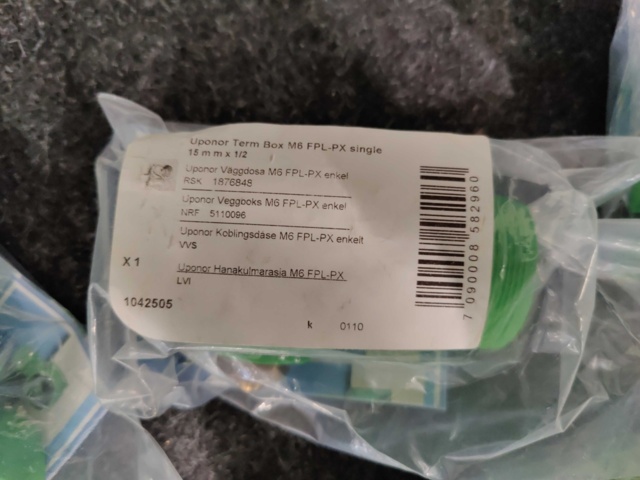 Uponor Term Box M6 FPL-PX single
15 mm x 1/2
Uponor Väggdosa M6 FPL-PX enkel
RSK 1876848
Uponor Veggboks M6 FPL-PX enkel
NRF 5110096
Uponor Koblingsdåse M6 FPL-PX enkelt
VVS
X 1
Uponor Hanakulmarasia M6 FPL-PX
LVI
1042505
k 0110
7 090008 582960